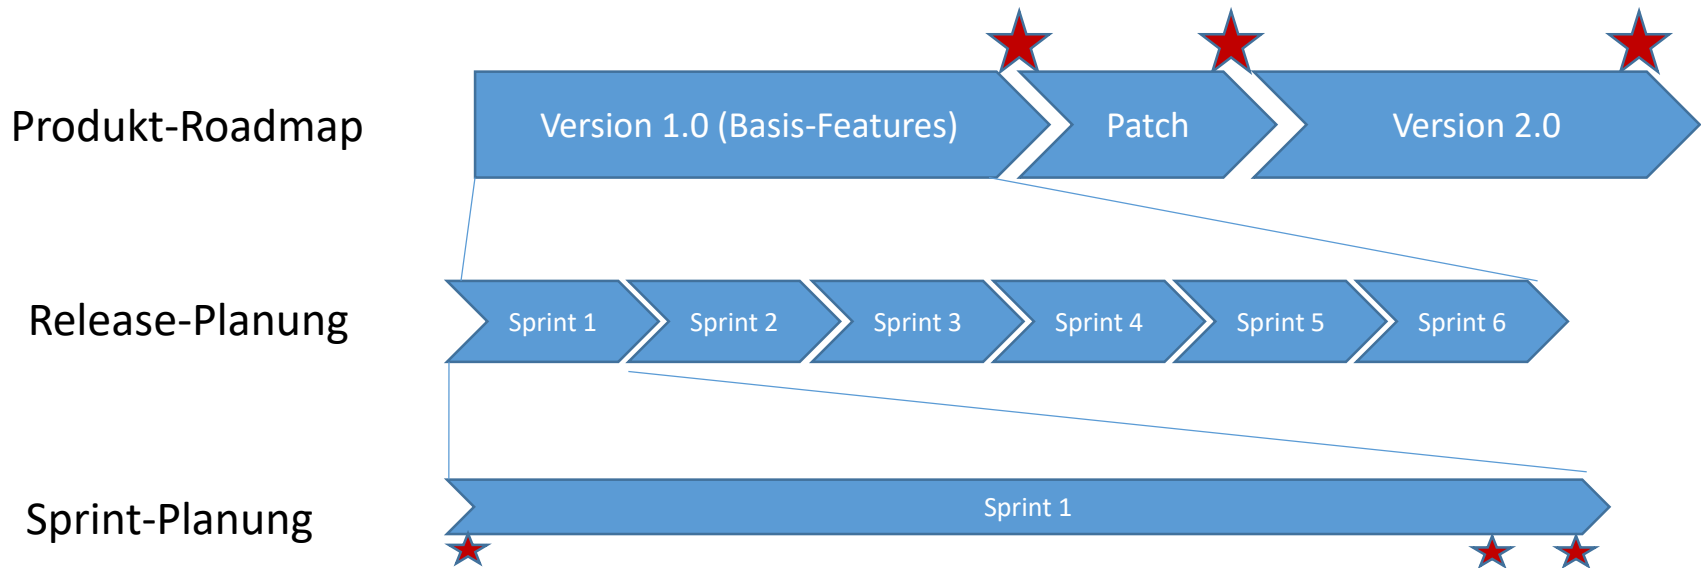 Produkt-Roadmap
Version 1.0 (Basis-Features)
Patch
Version 2.0
Release-Planung
Sprint 1
Sprint 2
Sprint 3
Sprint 4
Sprint 5
Sprint 6
Sprint-Planung
Sprint 1